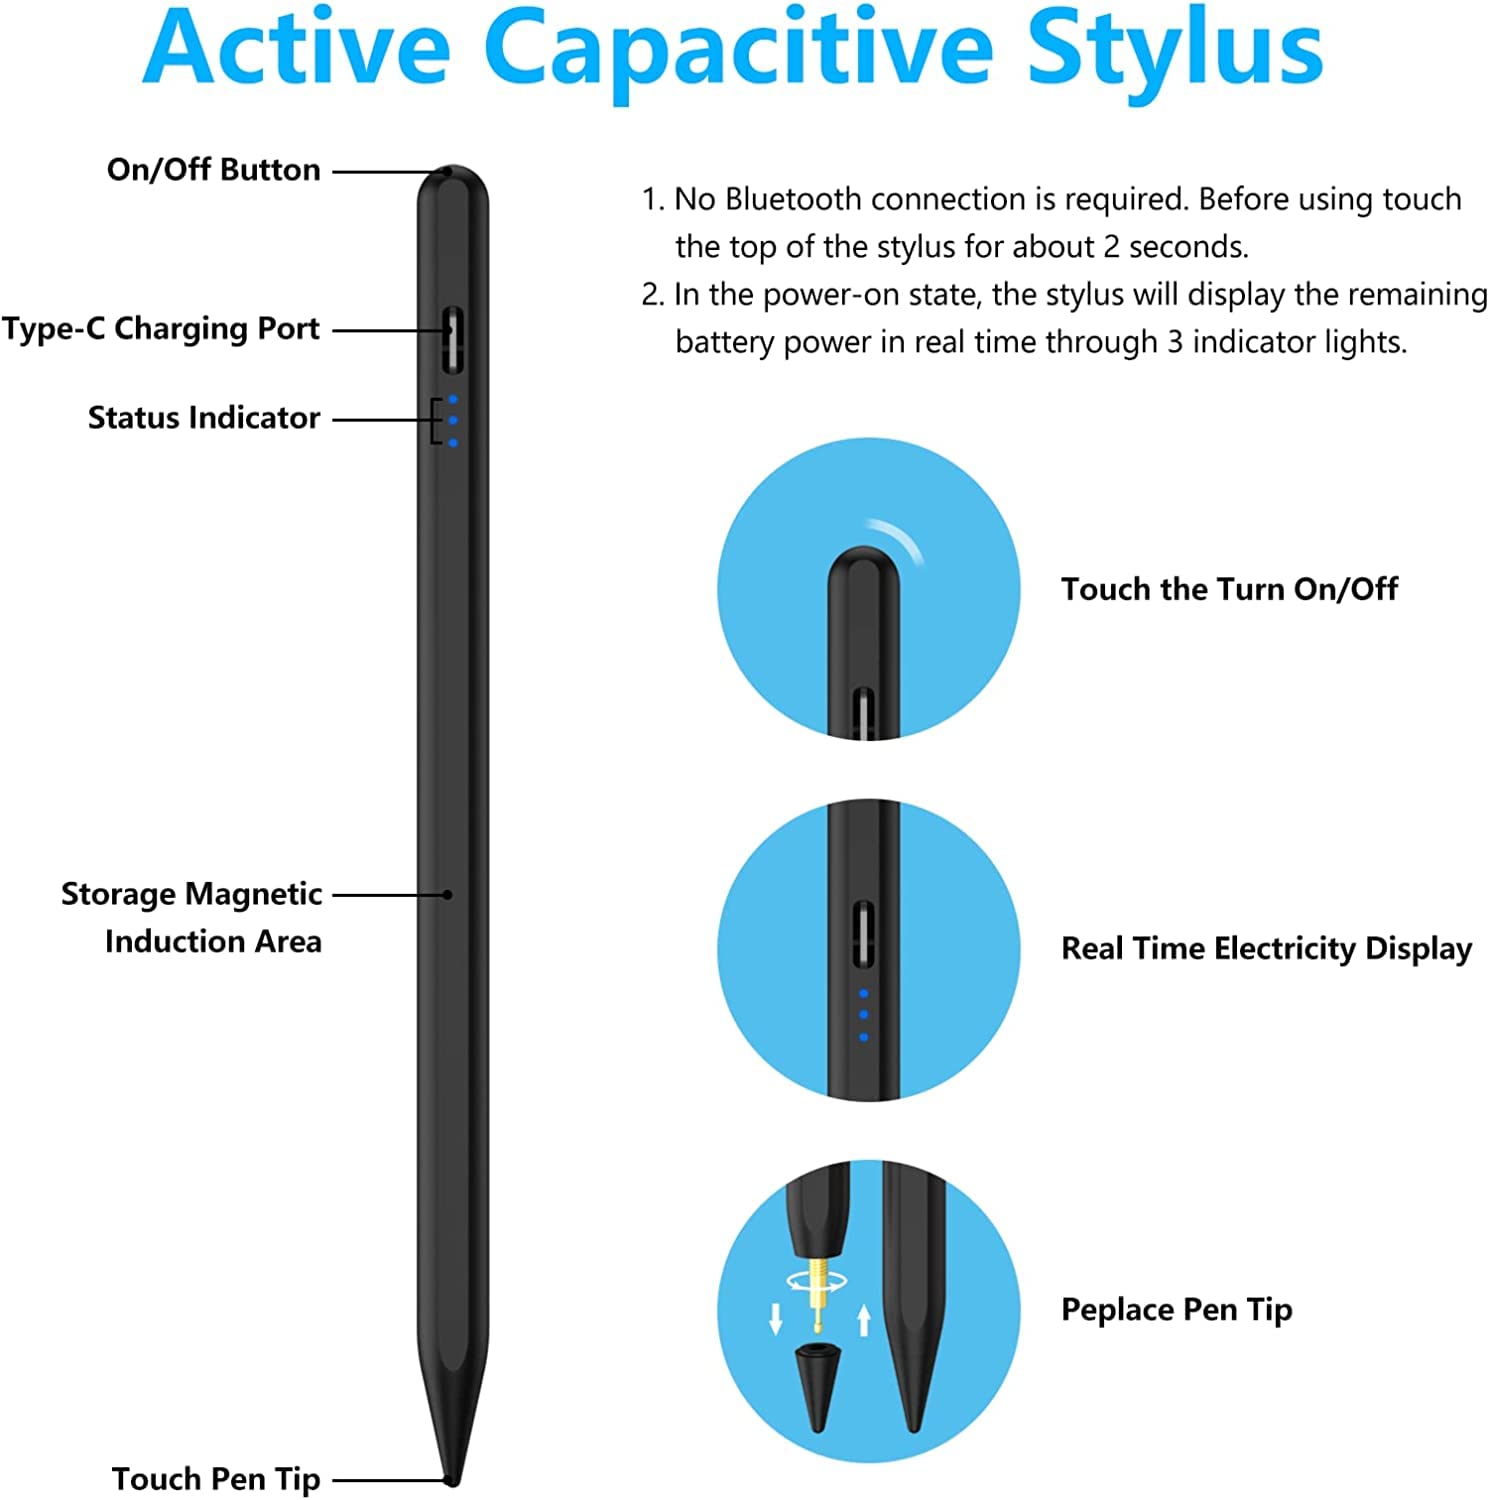 Active Capacitive Stylus
On/Off Button
Type-C Charging Port
Status Indicator
Storage Magnetic
Induction Area
Touch Pen Tip
1. No Bluetooth connection is required. Before using touch
the top of the stylus for about 2 seconds.
2. In the power-on state, the stylus will display the remaining
battery power in real time through 3 indicator lights.
Touch the Turn On/Off
Real Time Electricity Display
Peplace Pen Tip